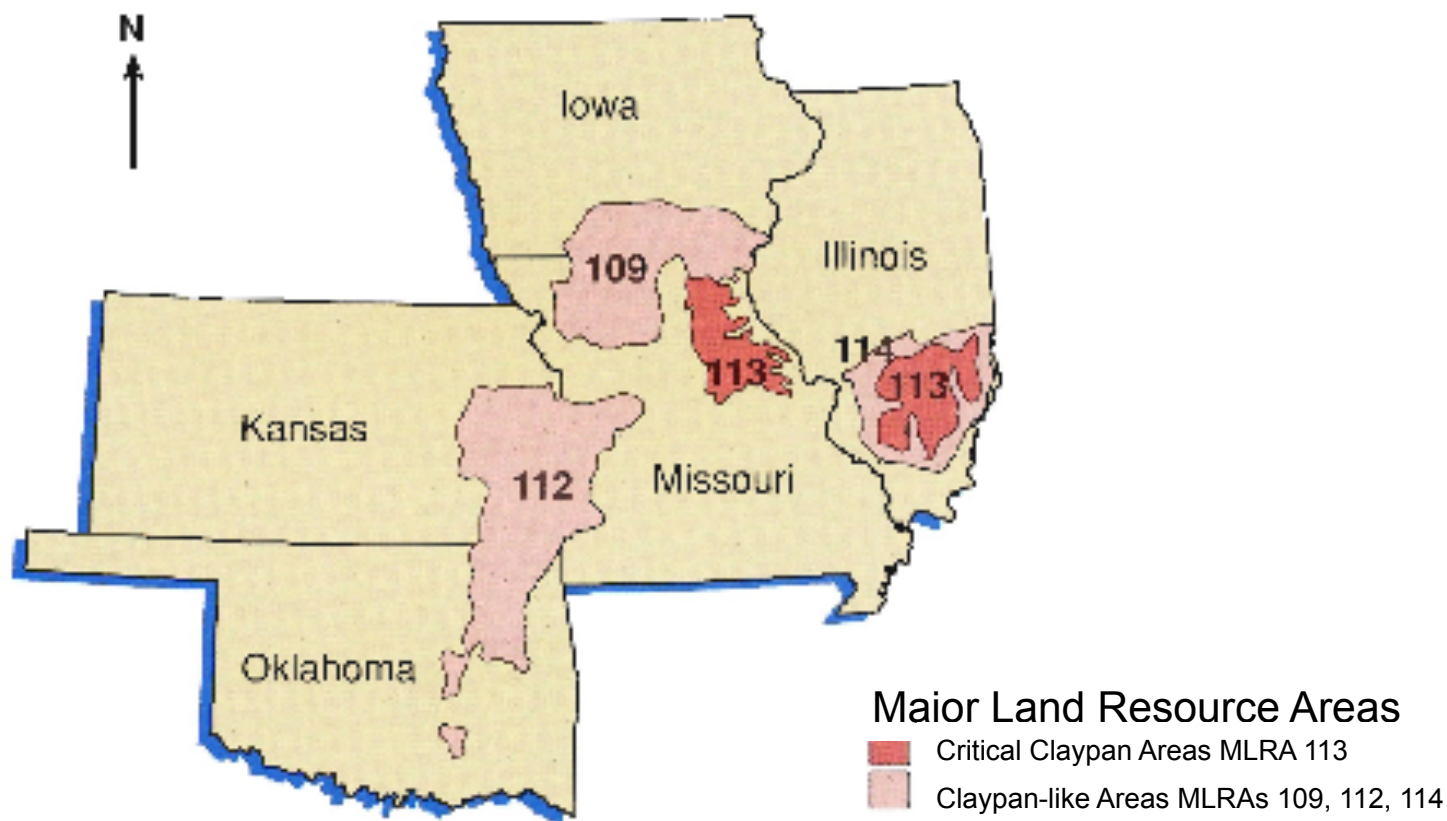 N
Iowa
Illinois
109
114
113
113
Kansas
112
Missouri
Oklahoma
Maior Land Resource Areas
Critical Claypan Areas MLRA 113
Claypan-like Areas MLRAs 109, 112, 114